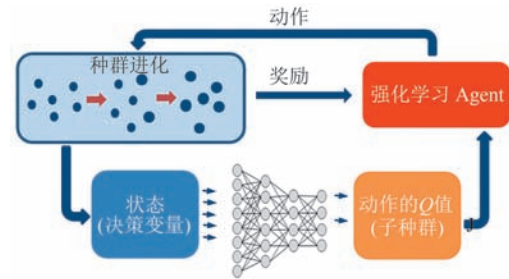 动作
种群进化
奖励
强化学习 Agent
状态
(决策变量)
动作的Q值
(子种群)